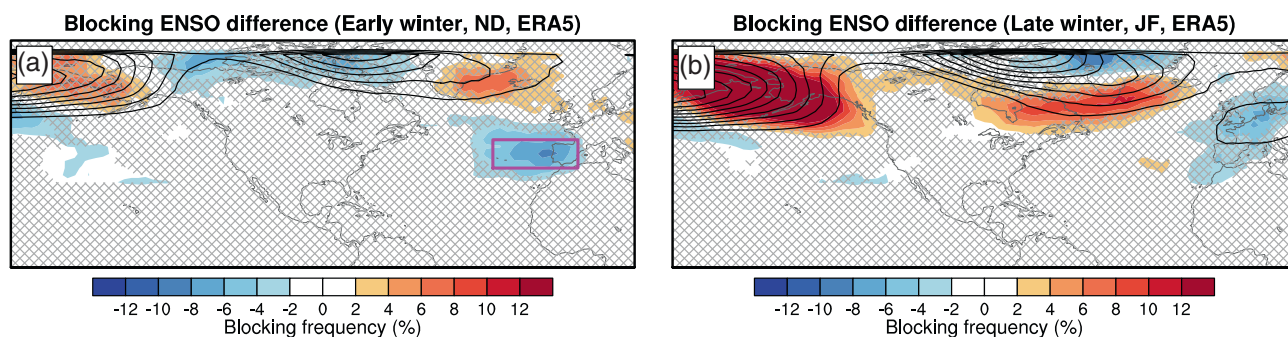 Blocking ENSO difference (Early winter, ND, ERA5)
(a)
-12 -10 -8 -6 -4 -2 0 2 4 6 8 10 12
Blocking frequency (%)
Blocking ENSO difference (Late winter, JF, ERA5)
(b)
-12 -10 -8 -6 -4 -2 0 2 4 6 8 10 12
Blocking frequency (%)